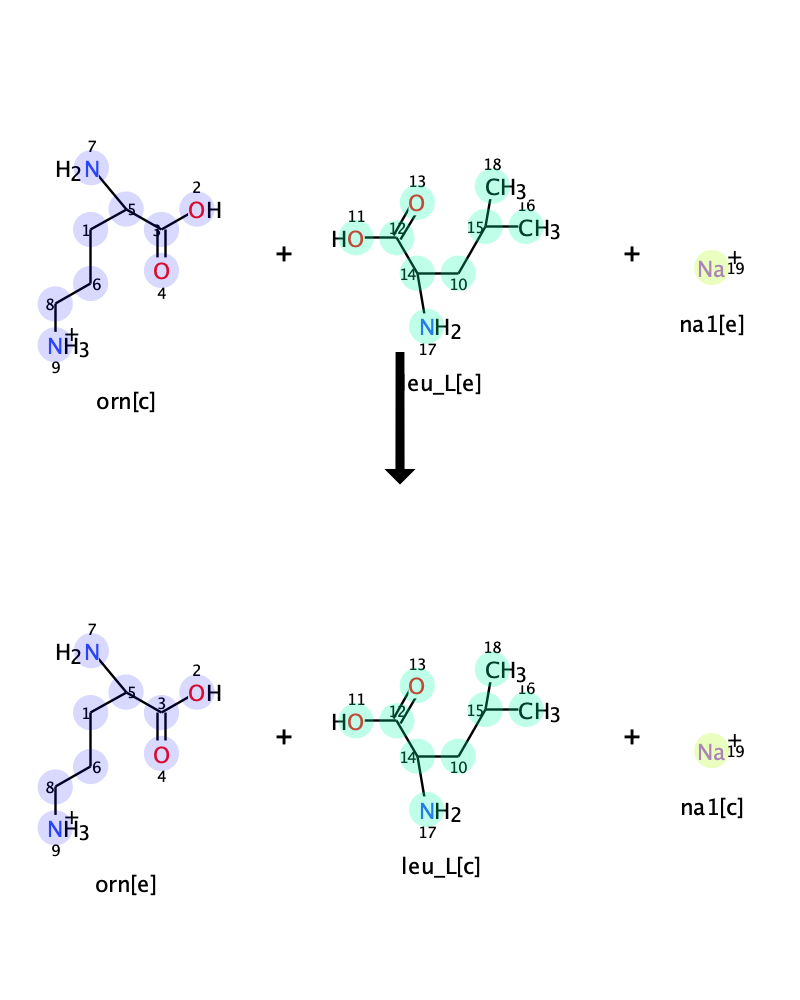 7
H2N
5
2
OH
1
3
O
4
6
8
NH3
+
9
orn[c]
+
18
CH3
13
O
16
CH3
11
HO
12
15
14
10
NH2
17
leu_L[e]
+
Na
+
19
na1[e]
7
H2N
5
2
OH
1
3
O
4
6
8
NH3
+
9
orn[e]
+
18
CH3
13
O
16
CH3
11
HO
12
15
14
10
NH2
17
leu_L[c]
+
Na
+
19
na1[c]